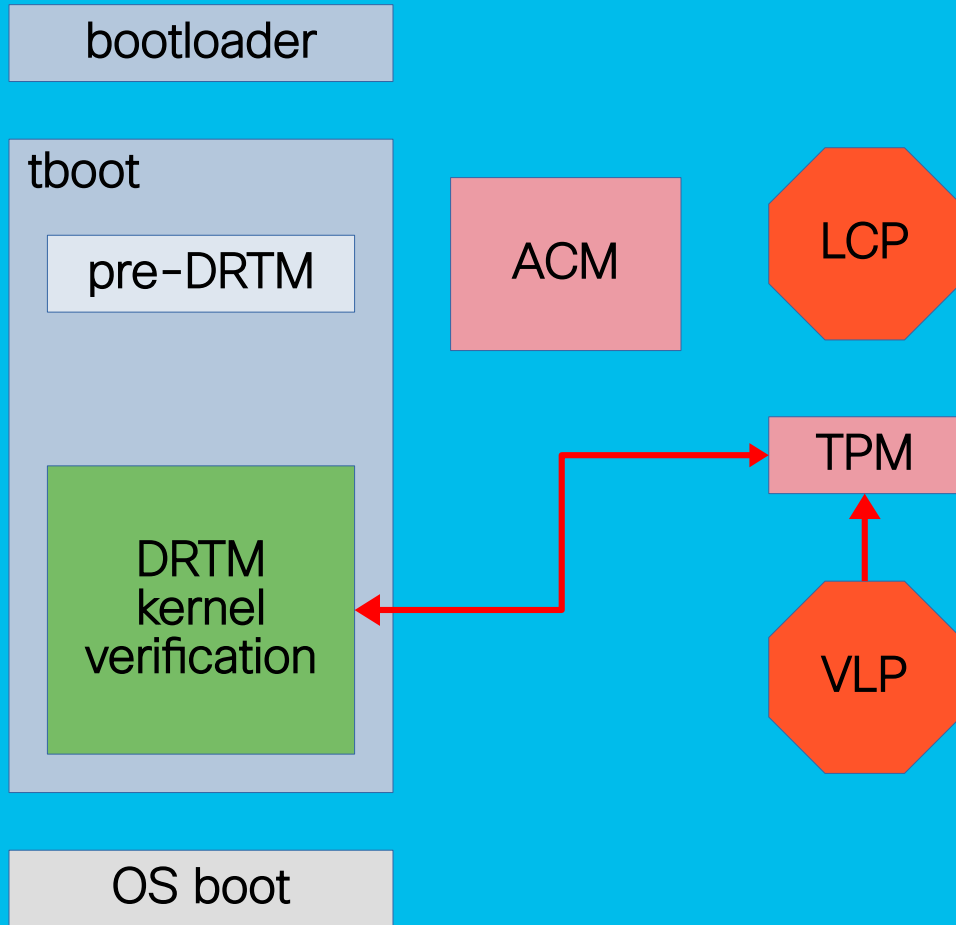 bootloader
tboot
pre-DRTM
ACM
LCP
TPM
DRTM
kernel
verification
VLP
OS boot